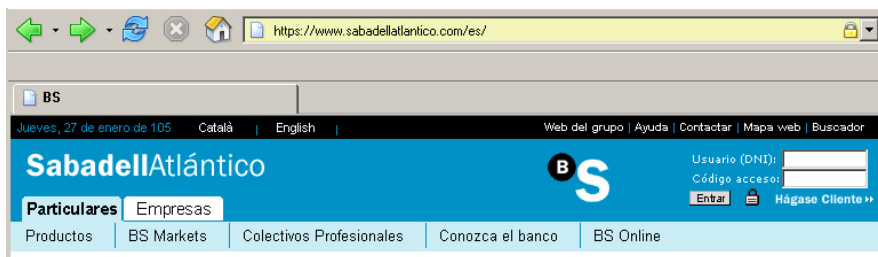 https://www.sabadellatlantico.com/es/
BS
Jueves, 27 de enero de 105 Català | English | Web del grupo | Ayuda | Contactar | Mapa web | Buscador
SabadellAtlántico BS Usuario (DNI):
Código acceso:
Entrar Hágase Cliente
Particulares Empresas
Productos BS Markets Colectivos Profesionales Conozca el banco BS Online